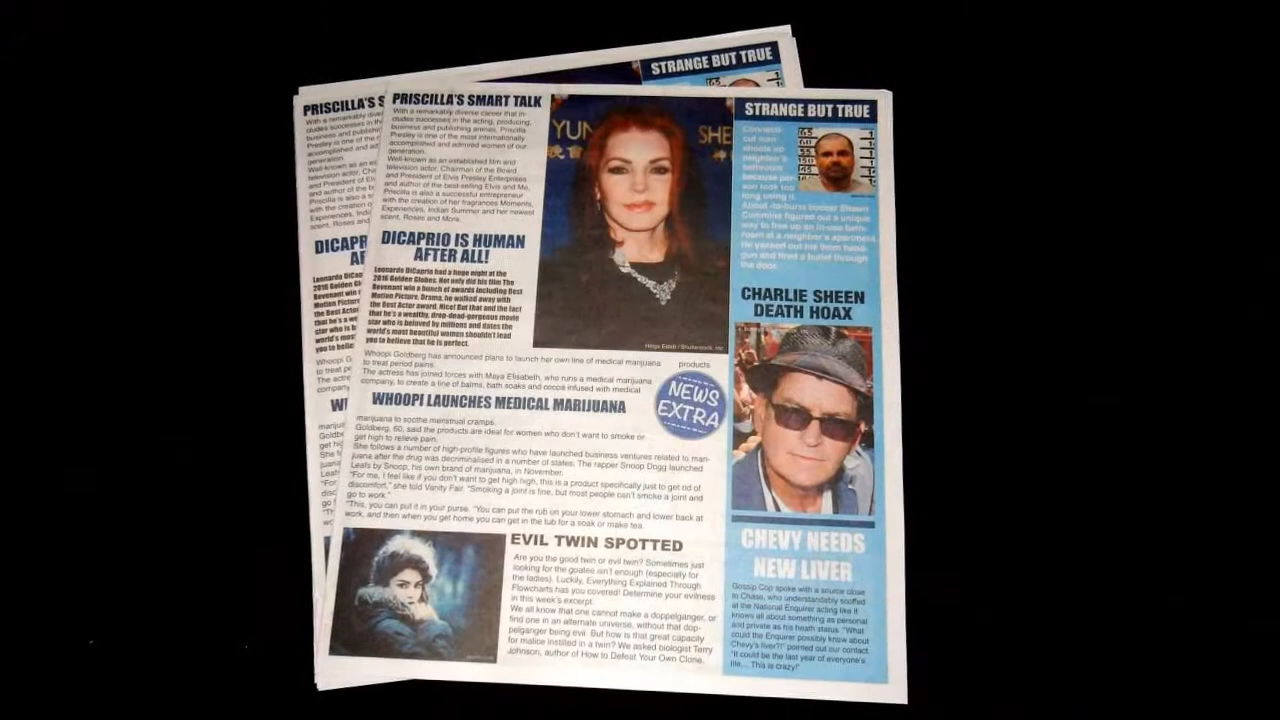 STRANGE BUT TRUE
PRISCILLA'S S
PRISCILLA'S SMART TALK
With a remarkably diverse career that in-
cludes successes in the acting, producing,
business and publishing arenas, Priscilla
Presley is one of the most internationally
accomplished and admired women of our
generation.
Well-known as an established film and
television actor, Chairman of the Board
and President of Elvis Presley Enterprises
and author of the best-selling Elvis and Me,
Priscilla is also a successful entrepreneur
with the creation of her fragrances Moments,
Experiences, Indian Summer and her newest
scent, Roses and More.
DICAPRIO IS HUMAN
AFTER ALL!
Leonardo DiCaprio had a huge night at the
2016 Golden Globes. Not only did his film The
Revenant win a bunch of awards including Best
Motion Picture, Drama, he walked away with
the Best Actor award. Nice! But that and the fact
that he's a wealthy, drop-dead-gorgeous movie
star who is beloved by millions and dates the
world's most beautiful women shouldn't lead
you to believe that he is perfect.
YUN
SHE
Helga Esteb / Shutterstock, Inc
Whoopi Goldberg has announced plans to launch her own line of medical marijuana products
to treat period pains.
The actress has joined forces with Maya Elisabeth, who runs a medical marijuana
company, to create a line of balms, bath soaks and cocoa infused with medical
WHOOPI LAUNCHES MEDICAL MARIJUANA
NEWS
EXTRA
marijuana to soothe menstrual cramps.
Goldberg, 60, said the products are ideal for women who don't want to smoke or
get high to relieve pain.
She follows a number of high-profile figures who have launched business ventures related to mari-
juana after the drug was decriminalised in a number of states. The rapper Snoop Dogg launched
Leafs by Snoop, his own brand of marijuana, in November.
"For me, I feel like if you don't want to get high high, this is a product specifically just to get rid of
discomfort," she told Vanity Fair. "Smoking a joint is fine, but most people can't smoke a joint and
go to work."
"This, you can put it in your purse. "You can put the rub on your lower stomach and lower back at
work, and then when you get home you can get in the tub for a soak or make tea.
EVIL TWIN SPOTTED
Are you the good twin or evil twin? Sometimes just
looking for the goatee isn't enough (especially for
the ladies). Luckily, Everything Explained Through
Flowcharts has you covered! Determine your evilness
in this week's excerpt.
We all know that one cannot make a doppelganger, or
find one in an alternate universe, without that dop-
pelganger being evil. But how is that great capacity
for malice instilled in a twin? We asked biologist Terry
Johnson, author of How to Defeat Your Own Clone.
STRANGE BUT TRUE
Connecti-
cut man
shoots up
neighbor's
bathroom
because per-
son took too
long using it.
About -to-burst boozer Shawn
Cummins figured out a unique
way to free up an in-use bath-
room at a neighbor's apartment.
He yanked out his 9mm hand-
gun and fired a bullet through
the door.
CHARLIE SHEEN
DEATH HOAX
CHEVY NEEDS
NEW LIVER
Gossip Cop spoke with a source close
to Chase, who understandably scoffed
at the National Enquirer acting like it
knows all about something as personal
and private as his heath status. "What
could the Enquirer possibly know about
Chevy's liver?!" pointed out our contact.
"It could be the last year of everyone's
life.... This is crazy!"